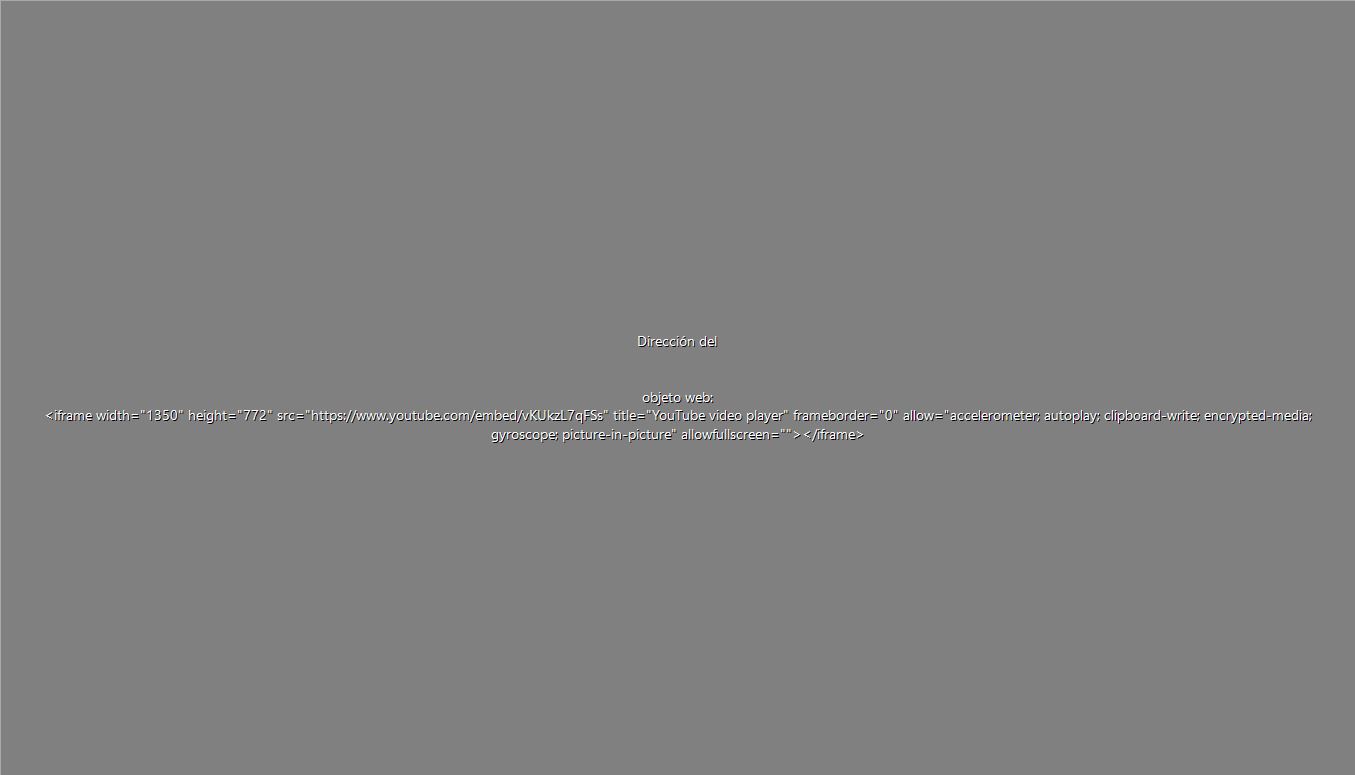 Dirección del
objeto web:
<iframe width="1350" height="772" src="https://www.youtube.com/embed/vKUkzL7qFSs" title="YouTube video player" frameborder="0" allow="accelerometer; autoplay; clipboard-write; encrypted-media;
gyroscope; picture-in-picture" allowfullscreen=""></iframe>